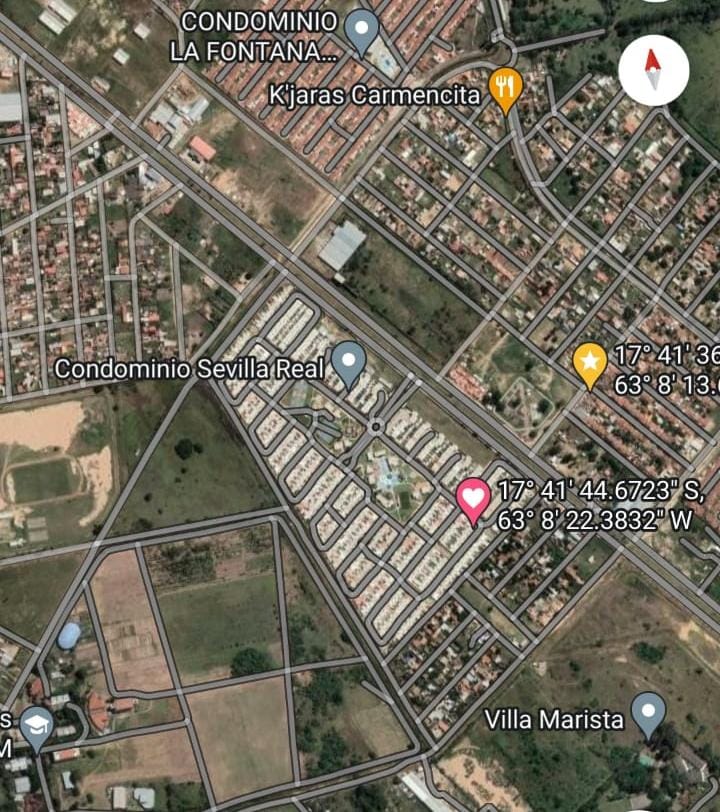 CONDOMINIO
LA FONTANA...
K'jaras Carmencita
Condominio Sevilla Real
17° 41' 36
63° 8' 13.
17° 41' 44.6723" S,
63° 8' 22.3832" W
Villa Marista
s
M